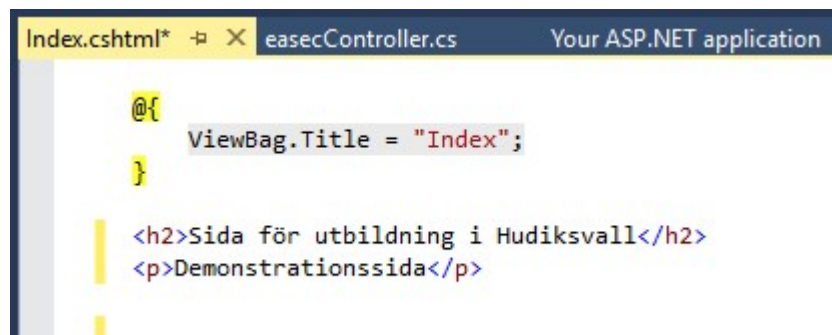 Index.cshtml* easecController.cs Your ASP.NET application
@{
ViewBag.Title = "Index";
}
<h2>Sida för utbildning i Hudiksvall</h2>
<p>Demonstrationssida</p>